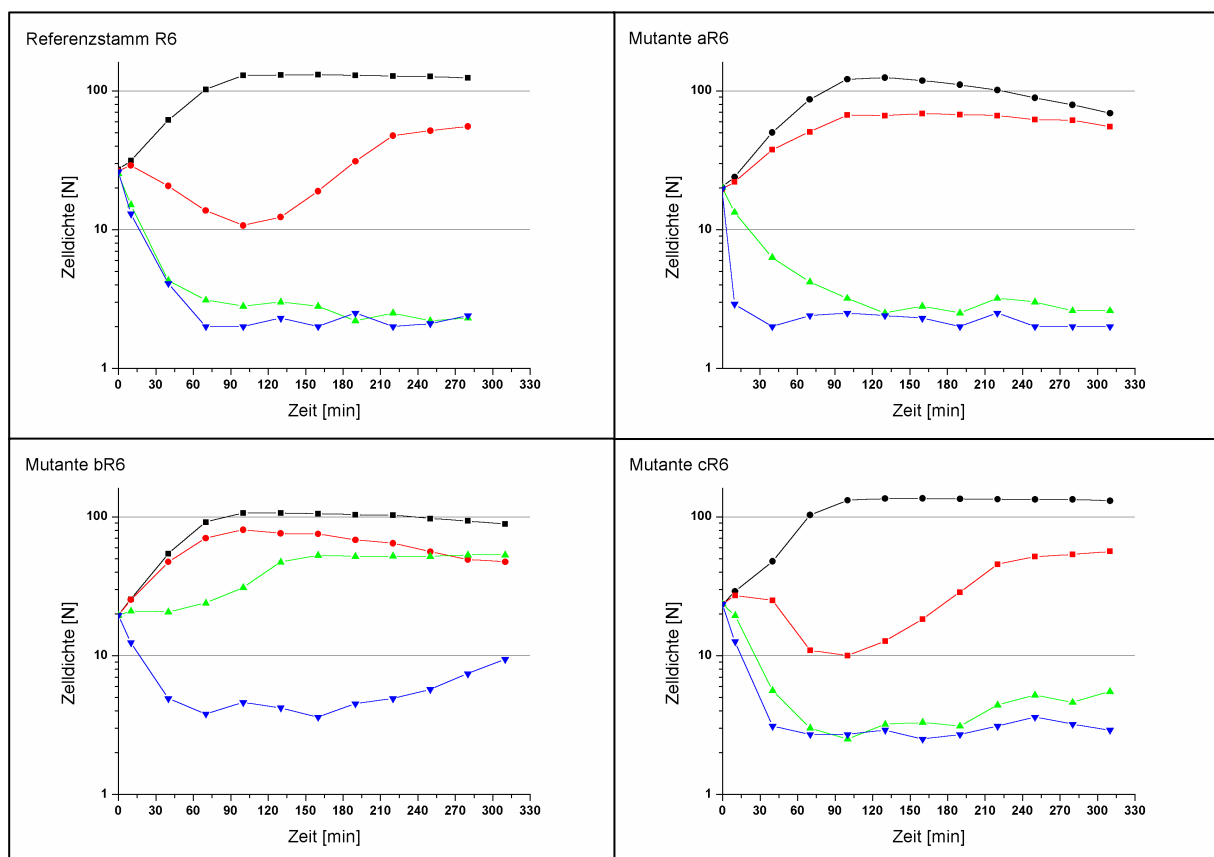 Referenzstamm R6
100
10
1
Zelldichte [N]
0 30 60 90 120 150 180 210 240 270 300 330
Zeit [min]
Mutante aR6
100
10
1
Zelldichte [N]
30 60 90 120 150 180 210 240 270 300 330
Zeit [min]
Mutante bR6
100
10
1
Zelldichte [N]
0 30 60 90 120 150 180 210 240 270 300 330
Zeit [min]
Mutante cR6
100
10
1
Zelldichte [N]
0 30 60 90 120 150 180 210 240 270 300 330
Zeit [min]